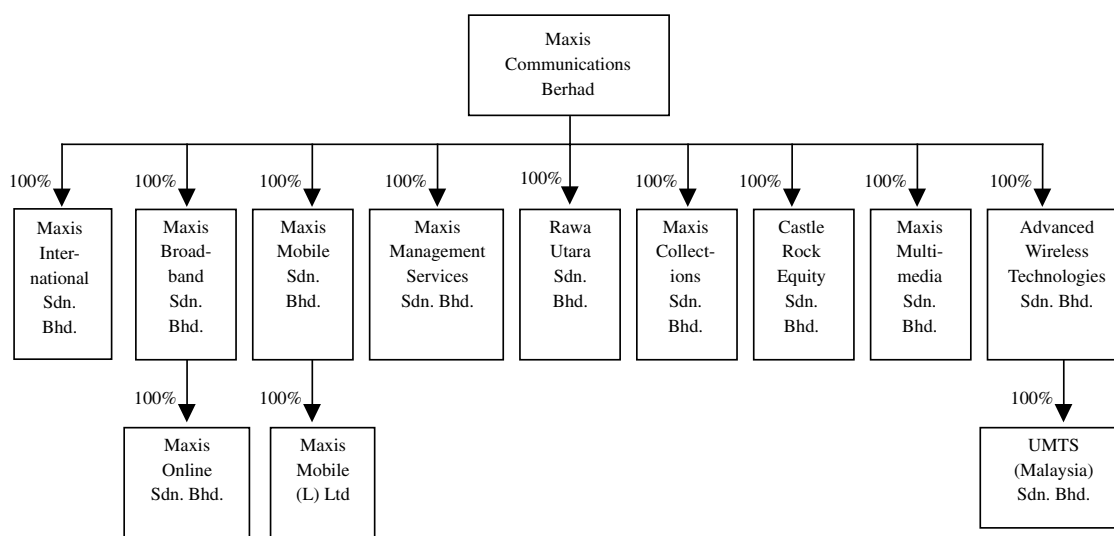 Maxis
Communications
Berhad
100%
100%
100%
100%
100%
100%
100%
100%
100%
Maxis
Inter-
national
Sdn.
Bhd.
Maxis
Broad-
band
Sdn.
Bhd.
Maxis
Mobile
Sdn.
Bhd.
Maxis
Management
Services
Sdn. Bhd.
Rawa
Utara
Sdn.
Bhd.
Maxis
Collect-
ions
Sdn.
Bhd.
Castle
Rock
Equity
Sdn.
Bhd.
Maxis
Multi-
media
Sdn.
Bhd.
Advanced
Wireless
Technologies
Sdn. Bhd.
100%
100%
100%
Maxis
Online
Sdn. Bhd.
Maxis
Mobile
(L) Ltd
UMTS
(Malaysia)
Sdn. Bhd.